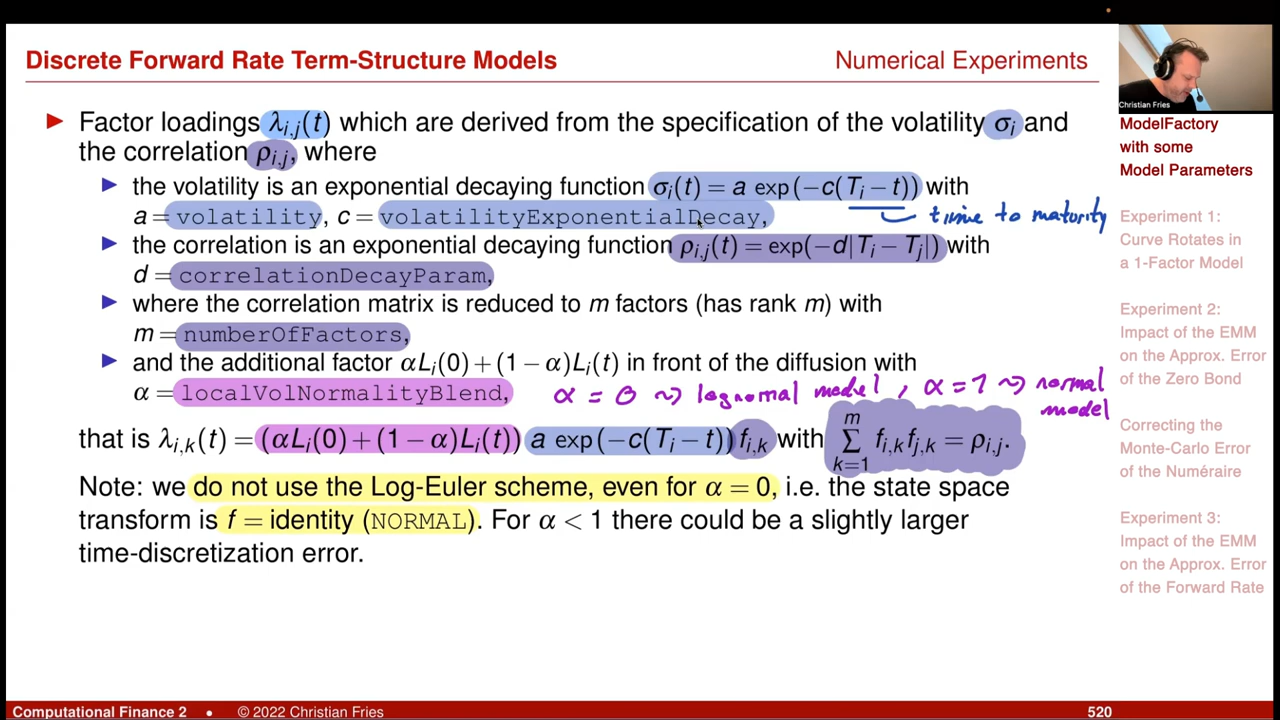 Discrete Forward Rate Term-Structure Models
Numerical Experiments
Christian Fries
▶ Factor loadings λi,j(t) which are derived from the specification of the volatility σi and
the correlation ρi,j, where
▶ the volatility is an exponential decaying function σi(t) = a exp(−c(Ti − t)) with
a = volatility, c = volatilityExponentialDecay,
time to maturity
▶ the correlation is an exponential decaying function ρi,j(t) = exp(−d|Ti − Tj|) with
d = correlationDecayParam,
▶ where the correlation matrix is reduced to m factors (has rank m) with
m = numberOfFactors,
▶ and the additional factor αLi(0) + (1 − α)Li(t) in front of the diffusion with
α = localVolNormalityBlend,
α = 0 ⇝ lognormal model, α = 1 ⇝ normal
model
that is λi,k(t) = (αLi(0) + (1 − α)Li(t)) a exp(−c(Ti − t)) fi,k with ∑k=1m fi,k fj,k = ρi,j.
Note: we do not use the Log-Euler scheme, even for α = 0, i.e. the state space
transform is f = identity (NORMAL). For α < 1 there could be a slightly larger
time-discretization error.
ModelFactory
with some
Model Parameters
Experiment 1:
Curve Rotates in
a 1-Factor Model
Experiment 2:
Impact of the EMM
on the Approx. Error
of the Zero Bond
Correcting the
Monte-Carlo Error
of the Numéraire
Experiment 3:
Impact of the EMM
on the Approx. Error
of the Forward Rate
Computational Finance 2 • © 2022 Christian Fries
520